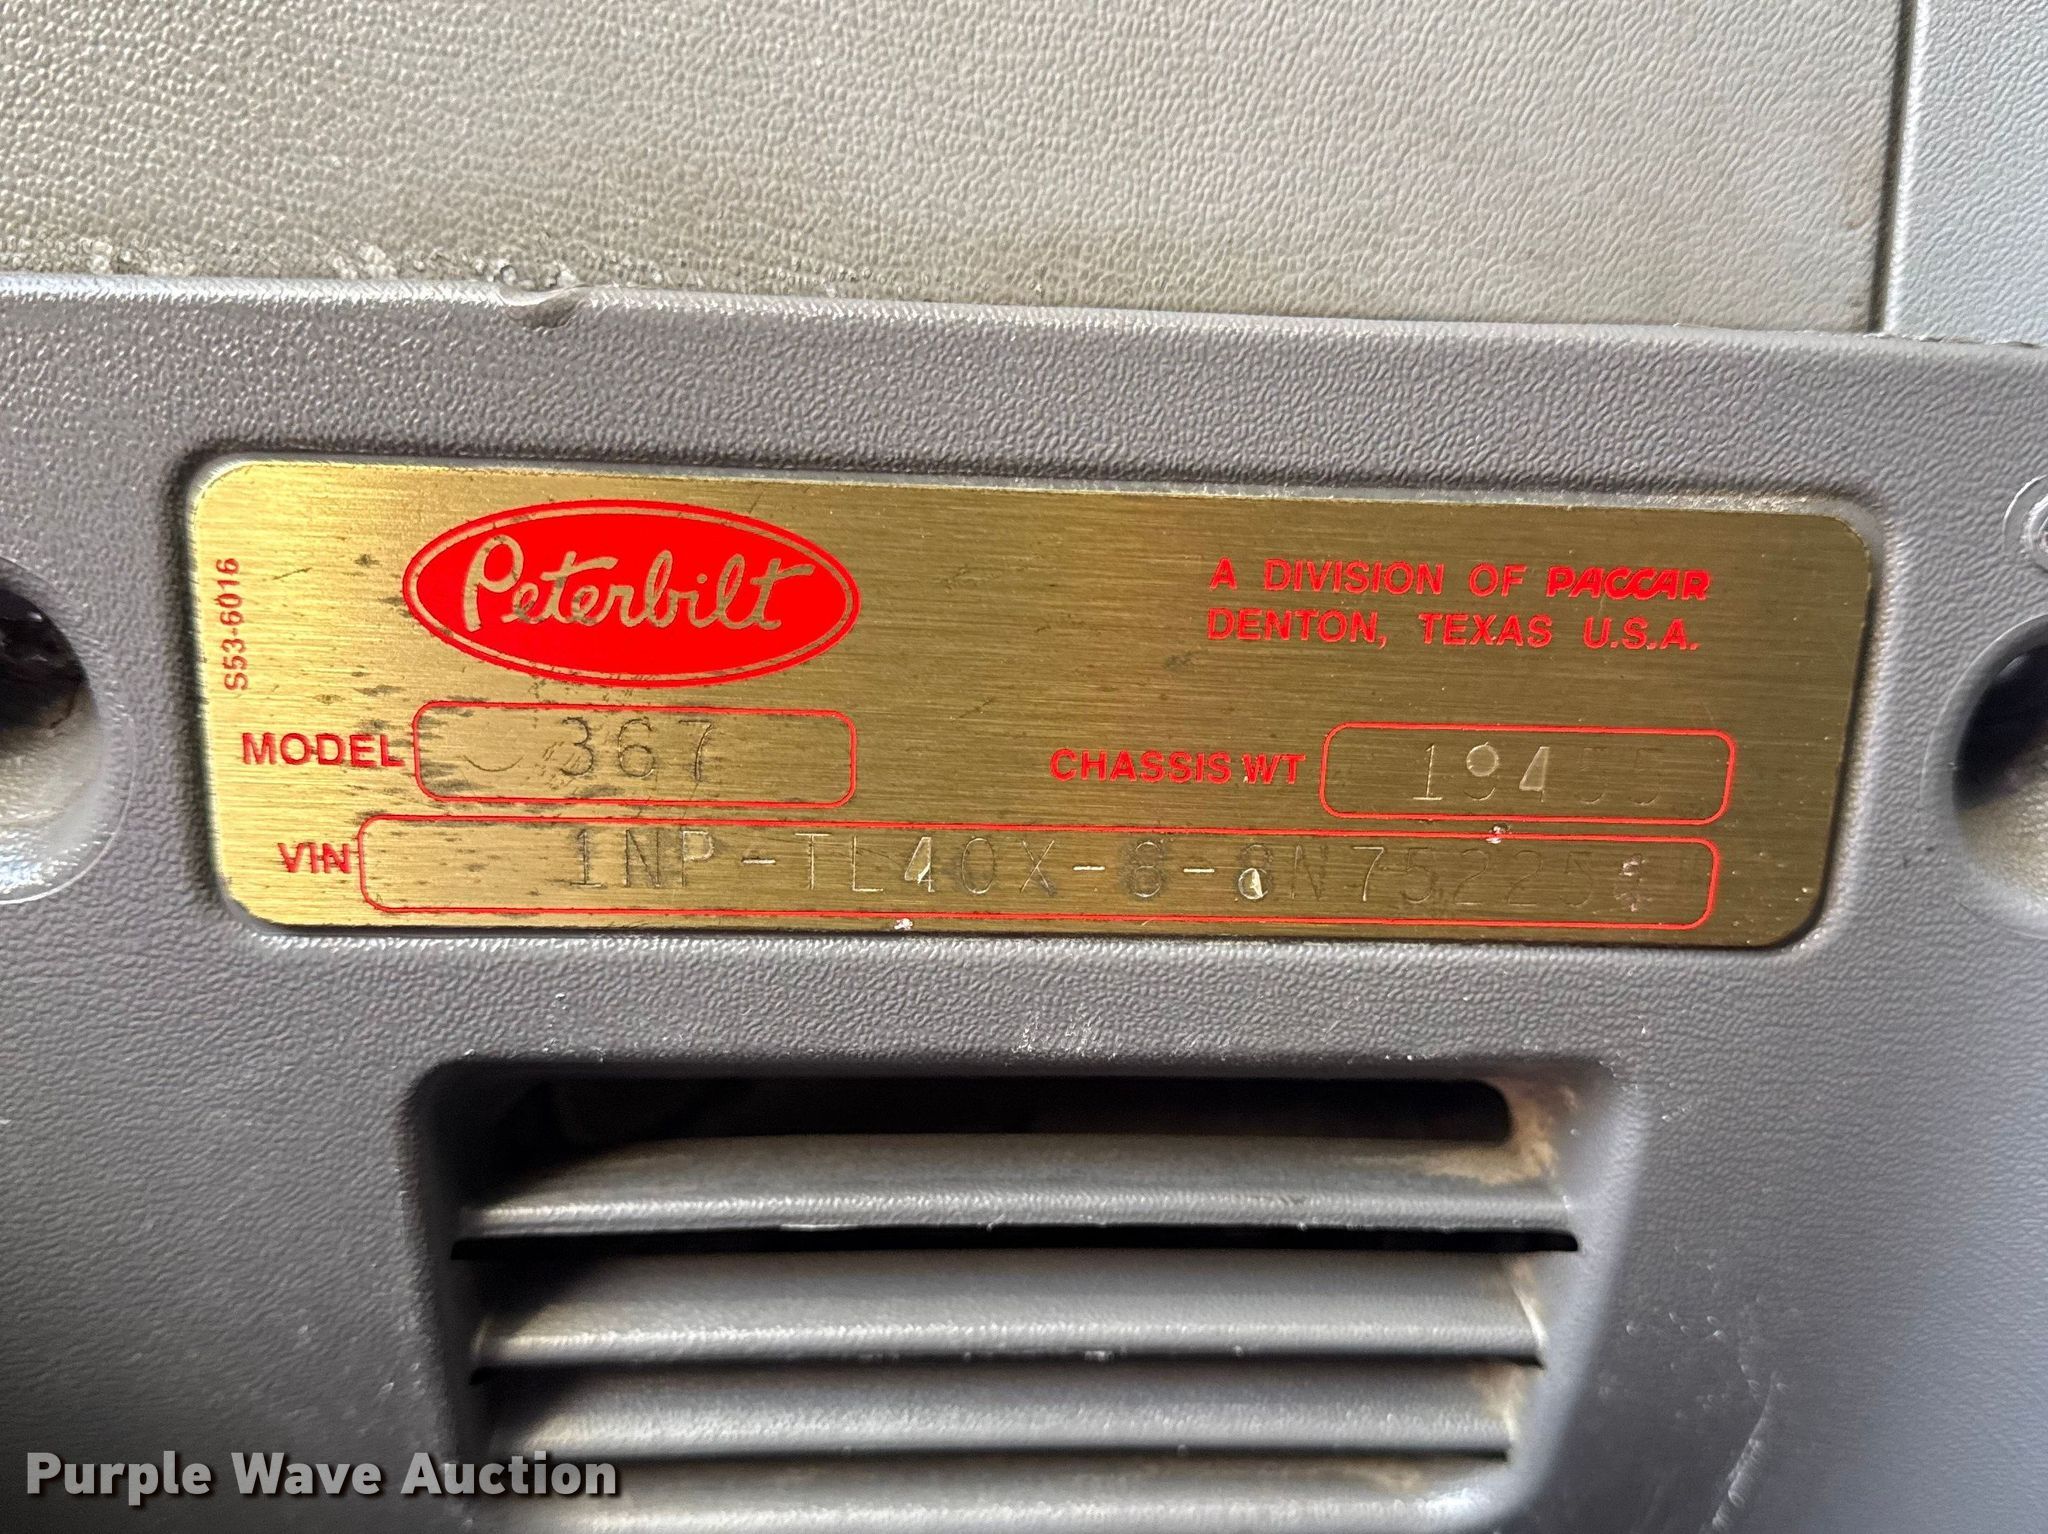 Peterbilt
S53-6016
A DIVISION OF PACCAR
DENTON, TEXAS U.S.A.
MODEL 367
CHASSIS WT
VIN
Purple Wave Auction